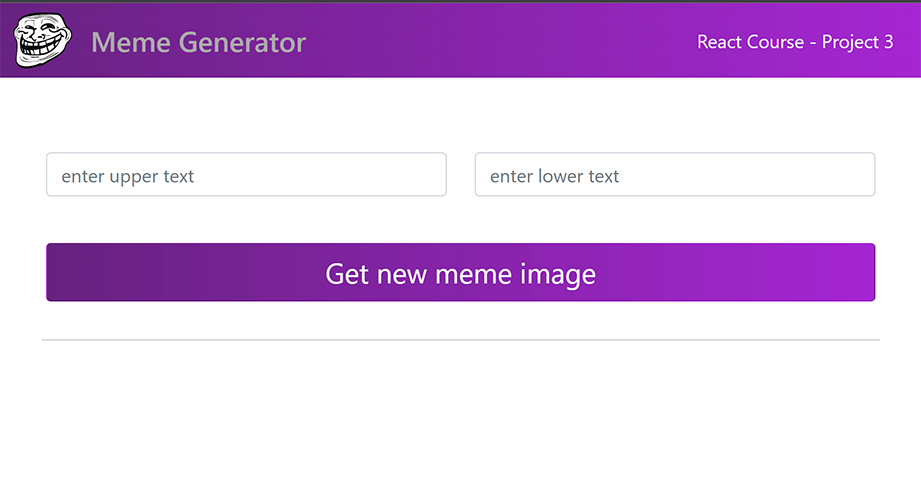 Meme Generator
React Course - Project 3
enter upper text
enter lower text
Get new meme image